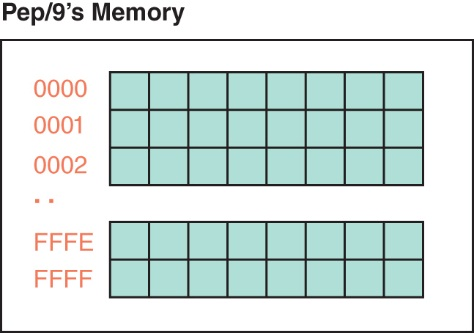 Pep/9's Memory
0000
0001
0002
. .
FFFE
FFFF